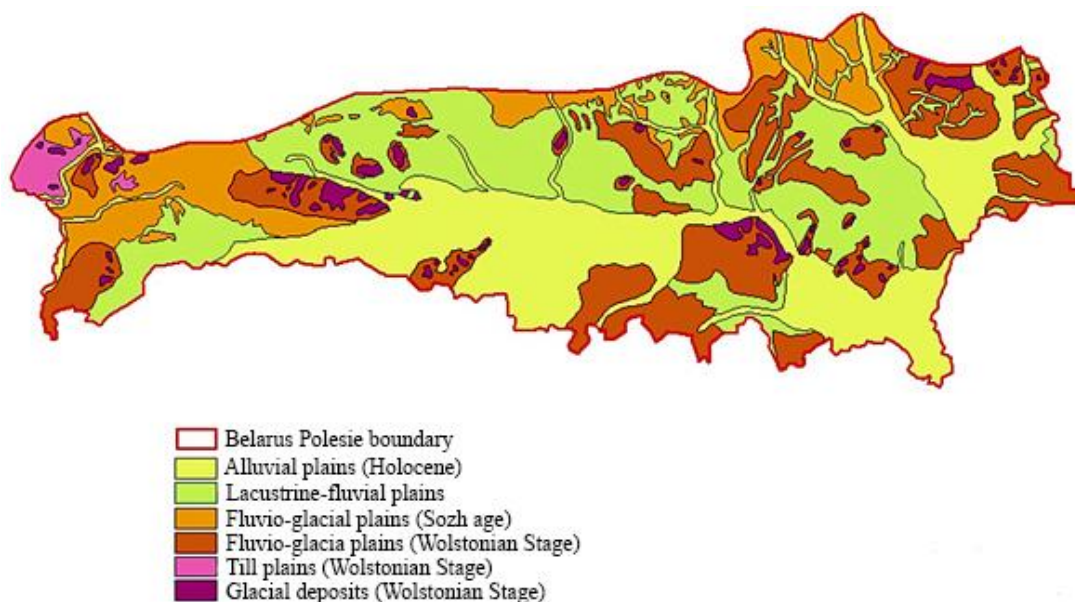 Belarus Polesie boundary
Alluvial plains (Holocene)
Lacustrine-fluvial plains
Fluvio-glacial plains (Sozh age)
Fluvio-glacia plains (Wolstonian Stage)
Till plains (Wolstonian Stage)
Glacial deposits (Wolstonian Stage)